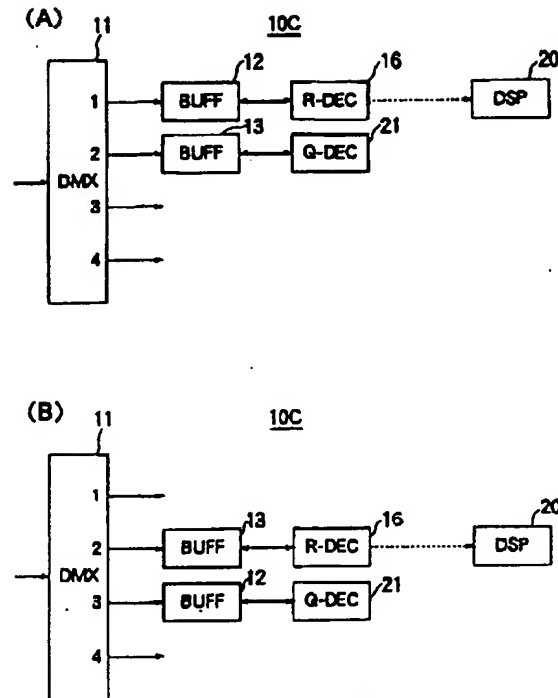 (A)
11
10C
12
16
20
1
BUFF
R-DEC
DSP
13
21
2
BUFF
Q-DEC
DMX
3
4
(B)
11
10C
1
13
16
20
2
BUFF
R-DEC
DSP
DMX
12
21
3
BUFF
Q-DEC
4